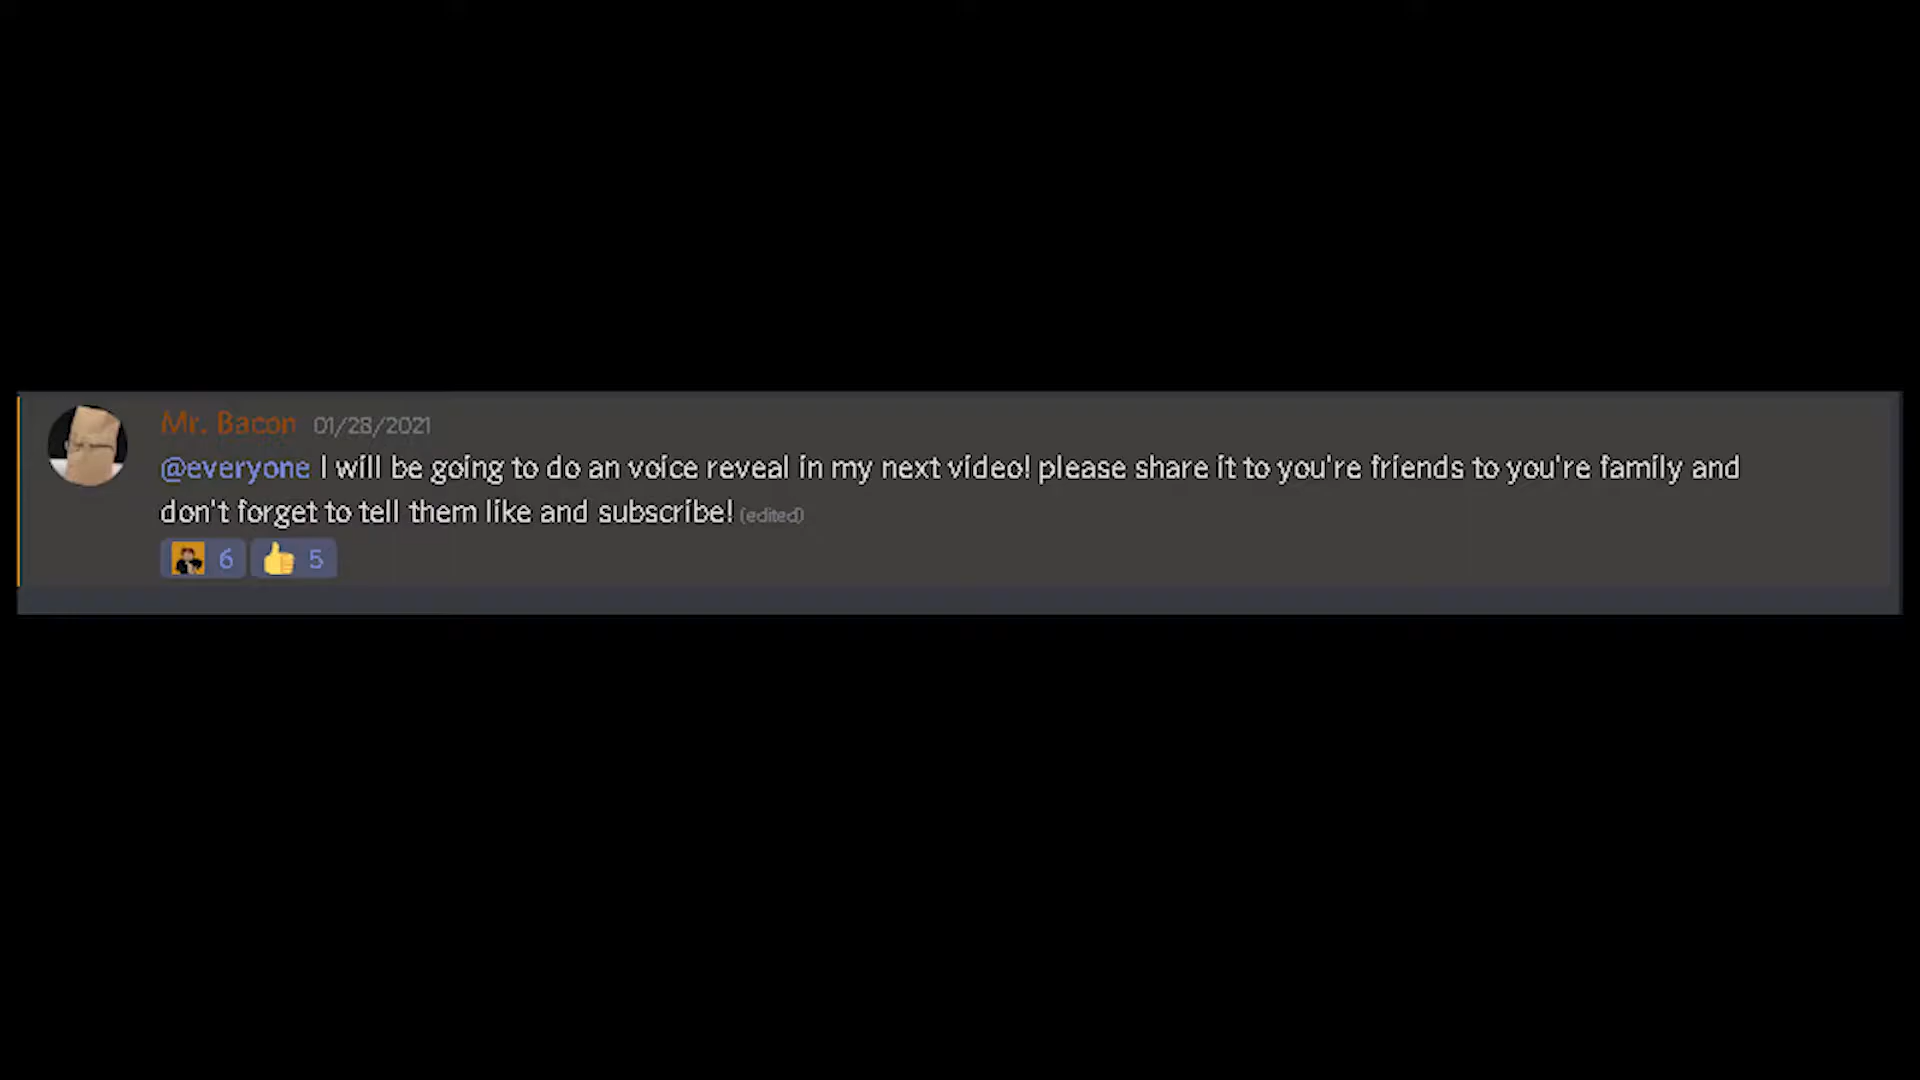 Mr. Bacon 01/28/2021
@everyone I will be going to do an voice reveal in my next video! please share it to you're friends to you're family and
don't forget to tell them like and subscribe! (edited)
6 5